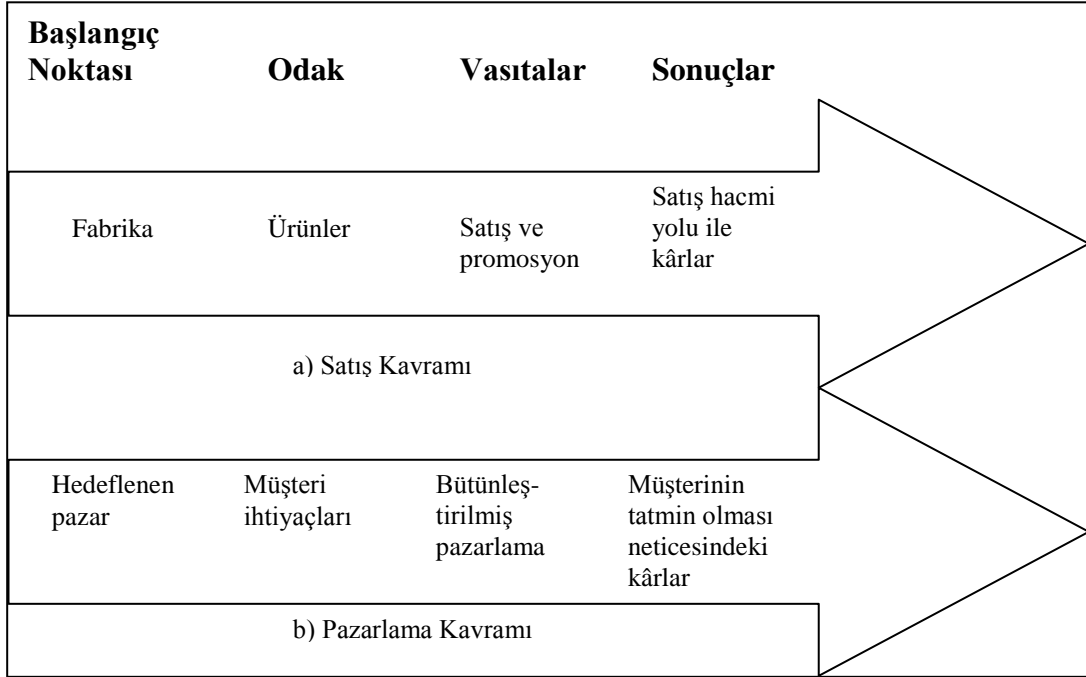 Başlangıç
Noktası Odak Vasıtalar Sonuçlar
Fabrika
Ürünler
Satış ve
promosyon
Satış hacmi
yolu ile
kârlar
a) Satış Kavramı
Hedeflenen
pazar
Müşteri
ihtiyaçları
Bütünleş-
tirilmiş
pazarlama
Müşterinin
tatmin olması
neticesindeki
kârlar
b) Pazarlama Kavramı